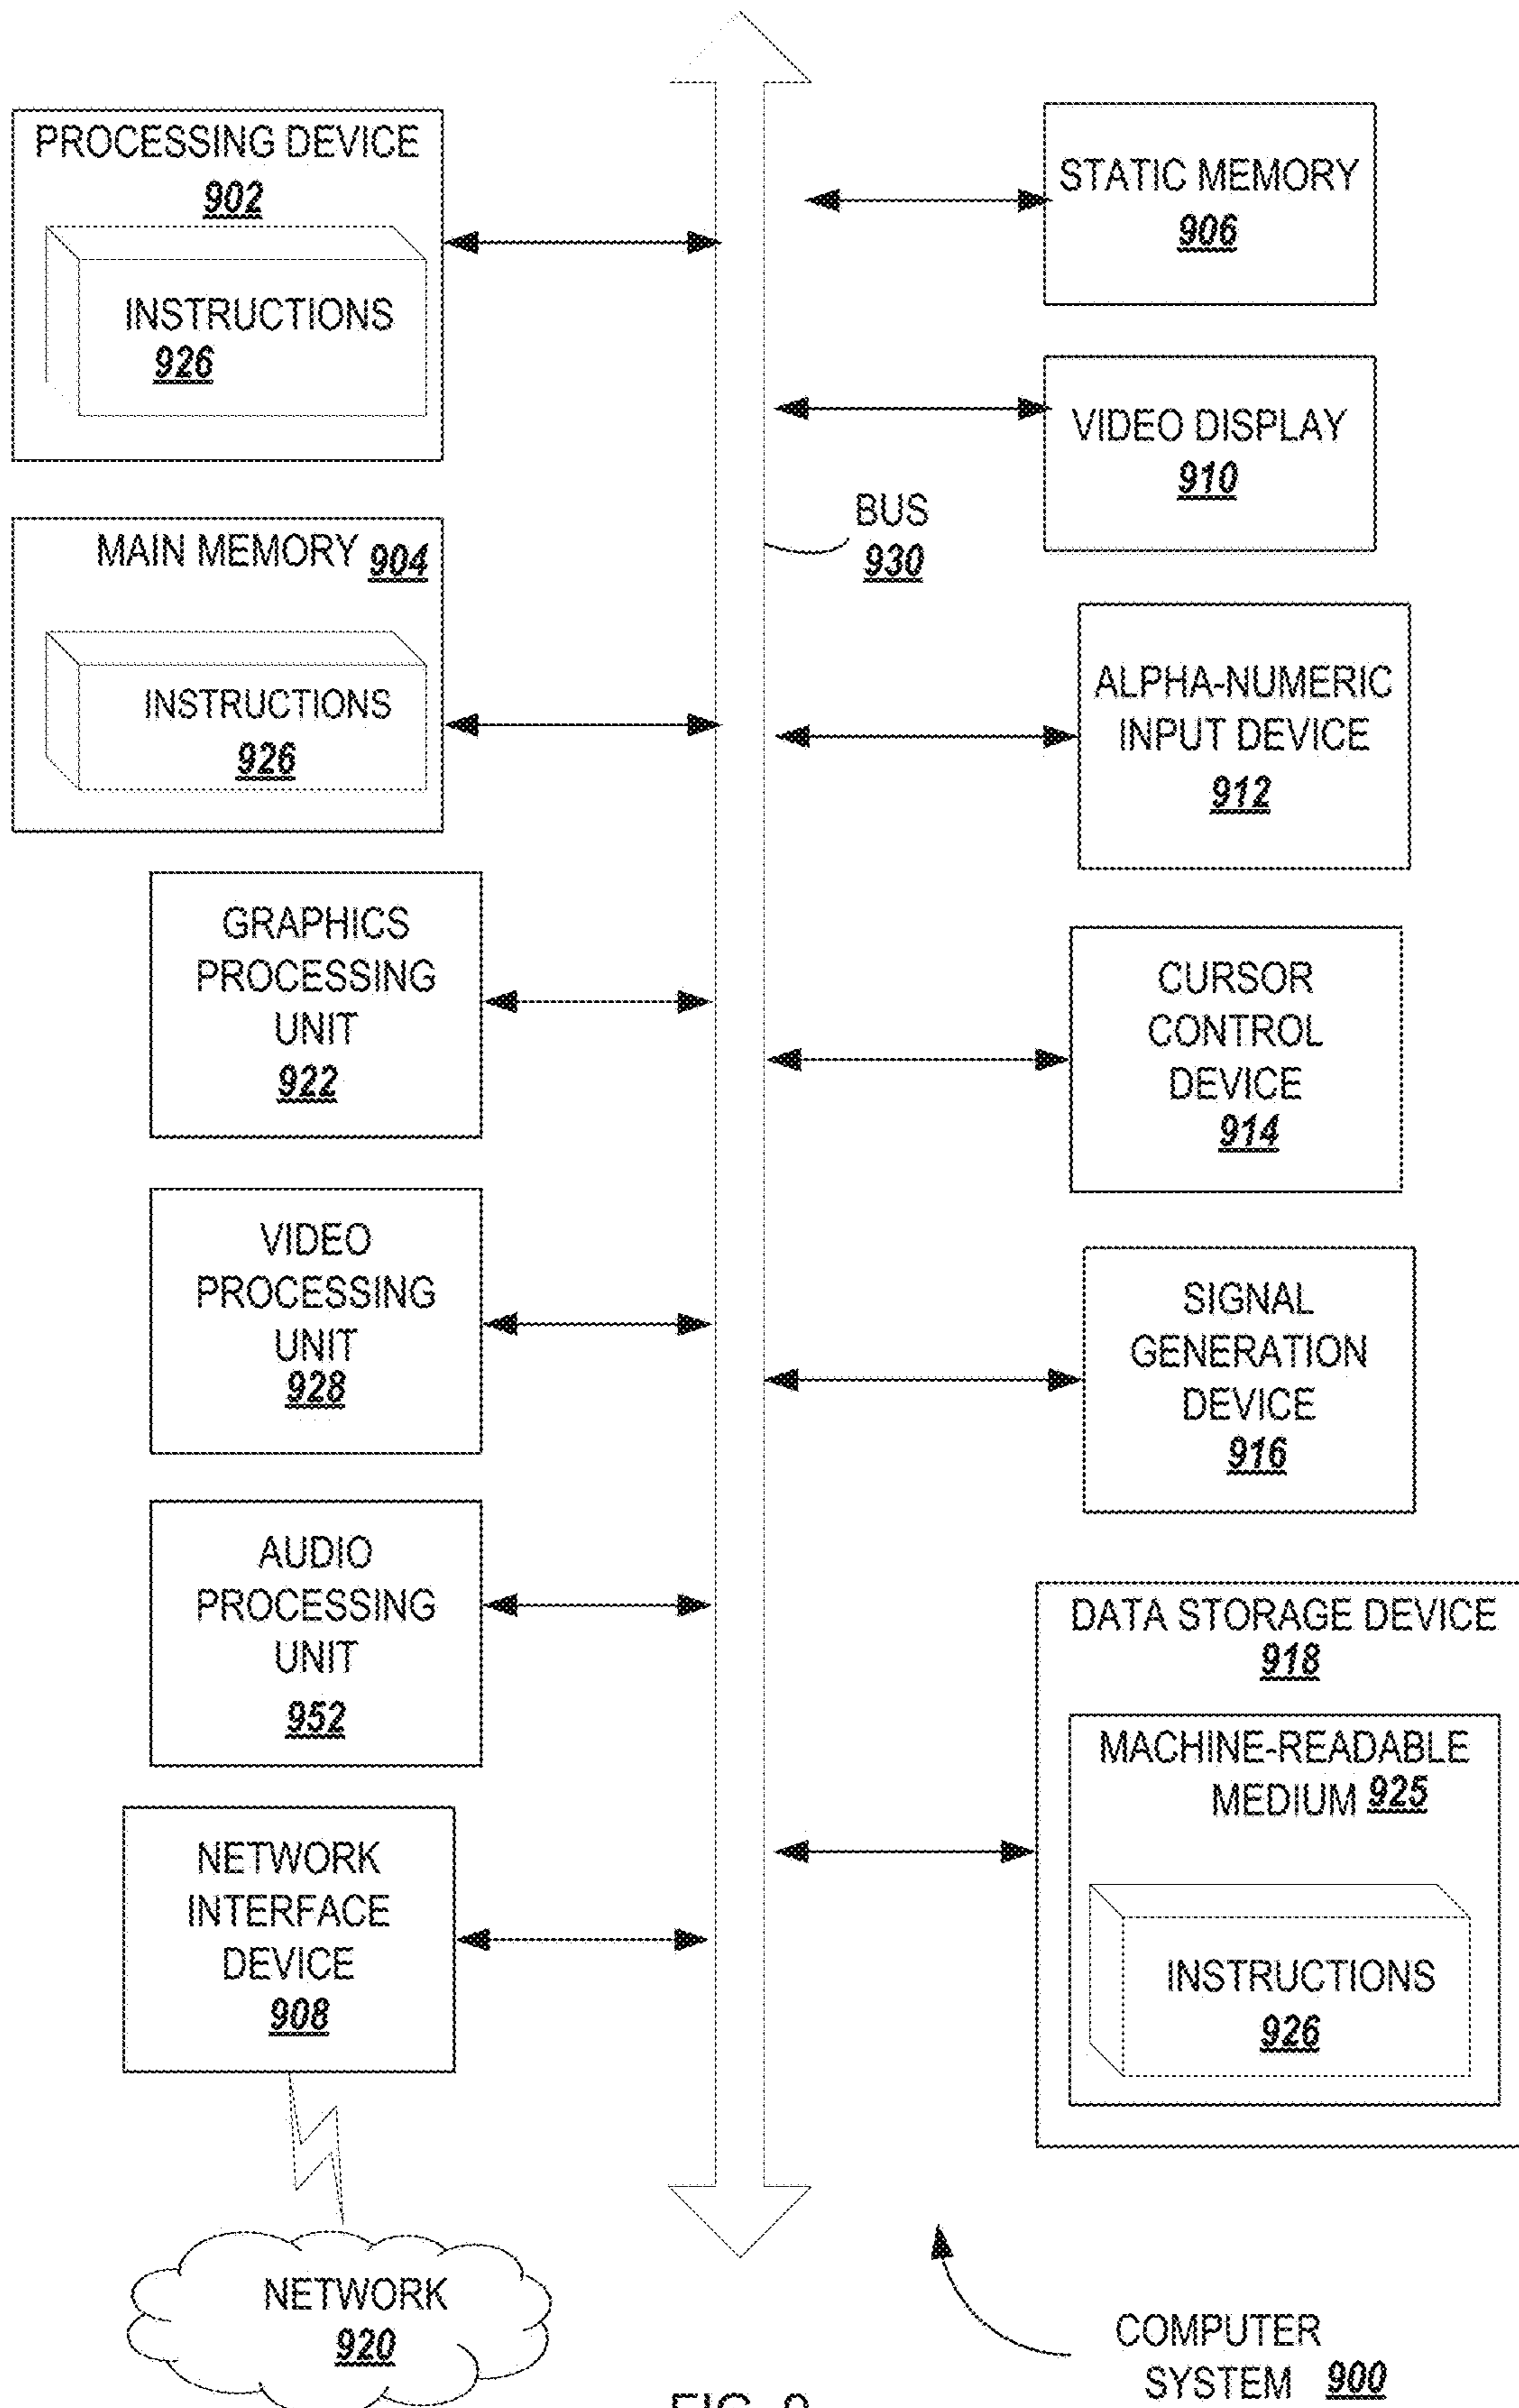 PROCESSING DEVICE
902
INSTRUCTIONS
926
MAIN MEMORY 904
INSTRUCTIONS
926
GRAPHICS
PROCESSING
UNIT
922
VIDEO
PROCESSING
UNIT
928
AUDIO
PROCESSING
UNIT
952
NETWORK
INTERFACE
DEVICE
908
NETWORK
920
BUS
930
STATIC MEMORY
906
VIDEO DISPLAY
910
ALPHA-NUMERIC
INPUT DEVICE
912
CURSOR
CONTROL
DEVICE
914
SIGNAL
GENERATION
DEVICE
916
DATA STORAGE DEVICE
918
MACHINE-READABLE
MEDIUM 925
INSTRUCTIONS
926
COMPUTER
SYSTEM 900
FIG. 9